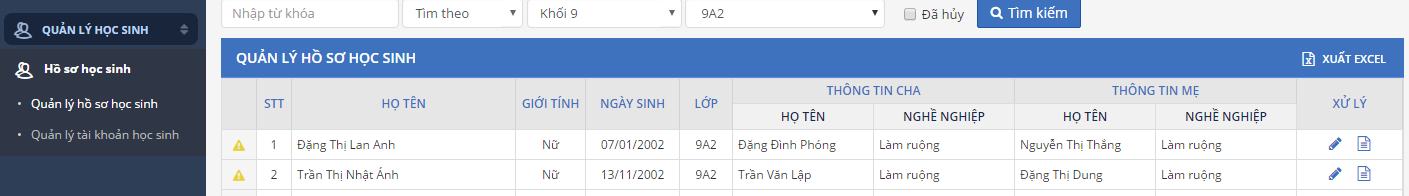 QUẢN LÝ HỌC SINH
Hồ sơ học sinh
• Quản lý hồ sơ học sinh
• Quản lý tài khoản học sinh
Nhập từ khóa Tìm theo Khối 9 9A2 Đã hủy Tìm kiếm
QUẢN LÝ HỒ SƠ HỌC SINH XUẤT EXCEL
STT HỌ TÊN GIỚI TÍNH NGÀY SINH LỚP THÔNG TIN CHA THÔNG TIN MẸ XỬ LÝ
HỌ TÊN NGHỀ NGHIỆP HỌ TÊN NGHỀ NGHIỆP
1 Đặng Thị Lan Anh Nữ 07/01/2002 9A2 Đặng Đình Phóng Làm ruộng Nguyễn Thị Thắng Làm ruộng
2 Trần Thị Nhật Ánh Nữ 13/11/2002 9A2 Trần Văn Lập Làm ruộng Đặng Thị Dung Làm ruộng